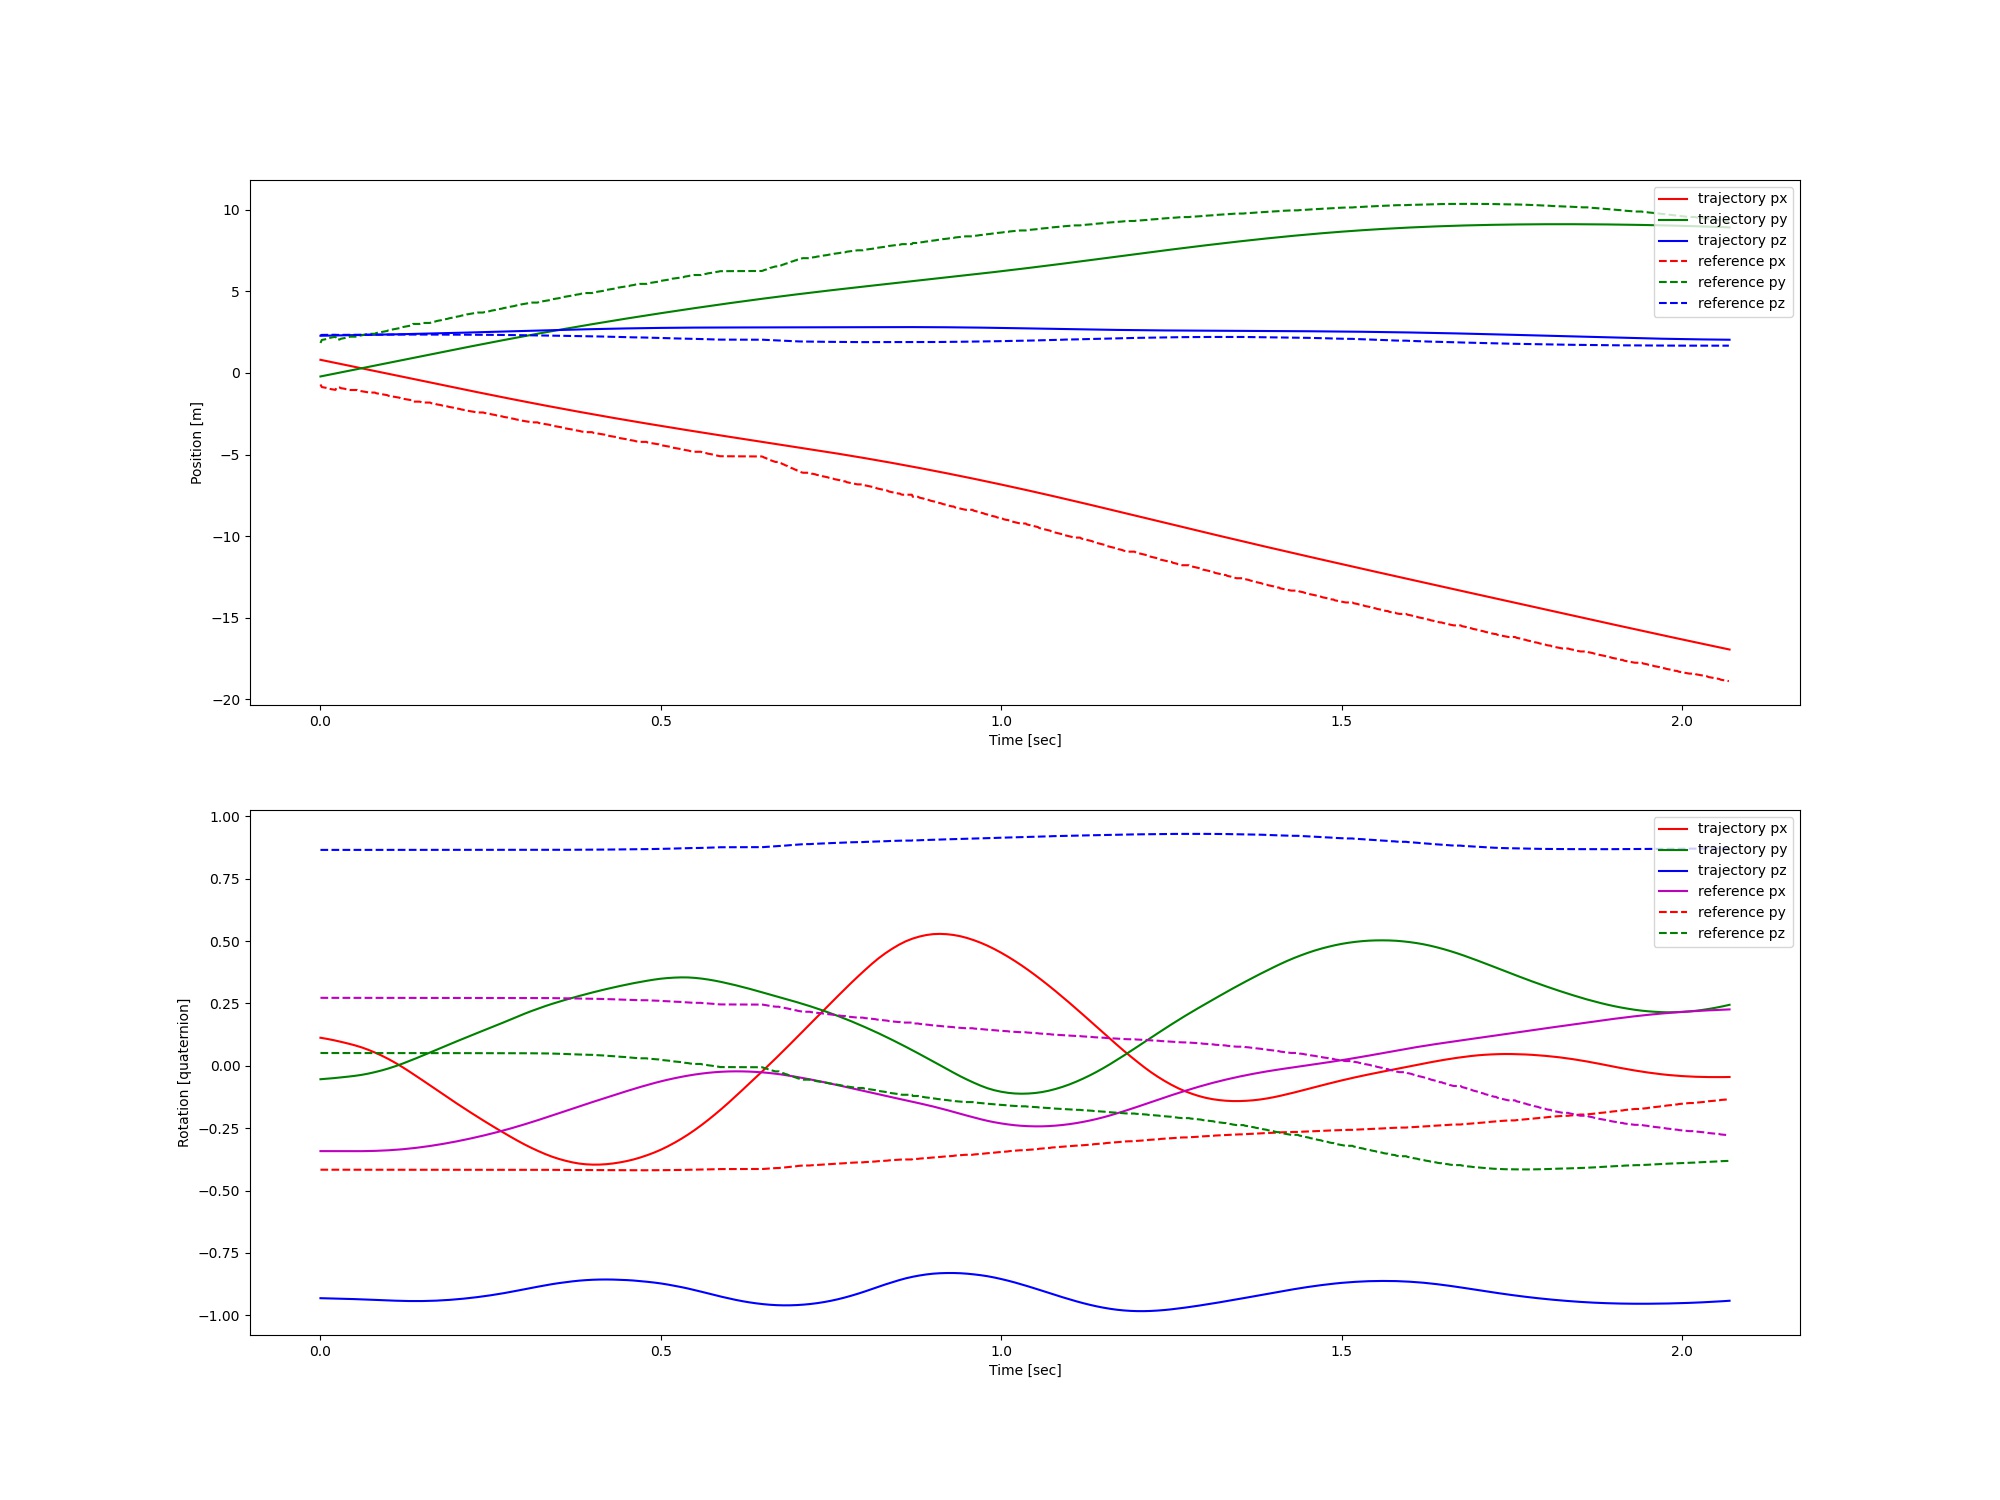 10
5
0
−5
−10
−15
−20
Position [m]
trajectory px
trajectory py
trajectory pz
reference px
reference py
reference pz
0.0 0.5 1.0 1.5 2.0
Time [sec]
1.00
0.75
0.50
0.25
0.00
−0.25
−0.50
−0.75
−1.00
Rotation [quaternion]
trajectory px
trajectory py
trajectory pz
reference px
reference py
reference pz
0.0 0.5 1.0 1.5 2.0
Time [sec]